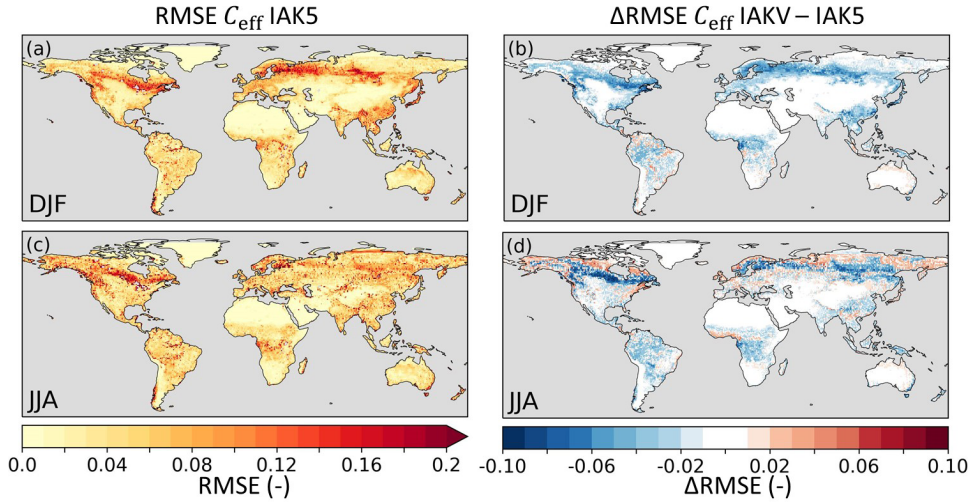 RMSE C_eff IAK5
ΔRMSE C_eff IAKV – IAK5
(a)
DJF
(b)
DJF
(c)
JJA
(d)
JJA
0.0 0.04 0.08 0.12 0.16 0.2
RMSE (-)
-0.10 -0.06 -0.02 0.02 0.06 0.10
ΔRMSE (-)